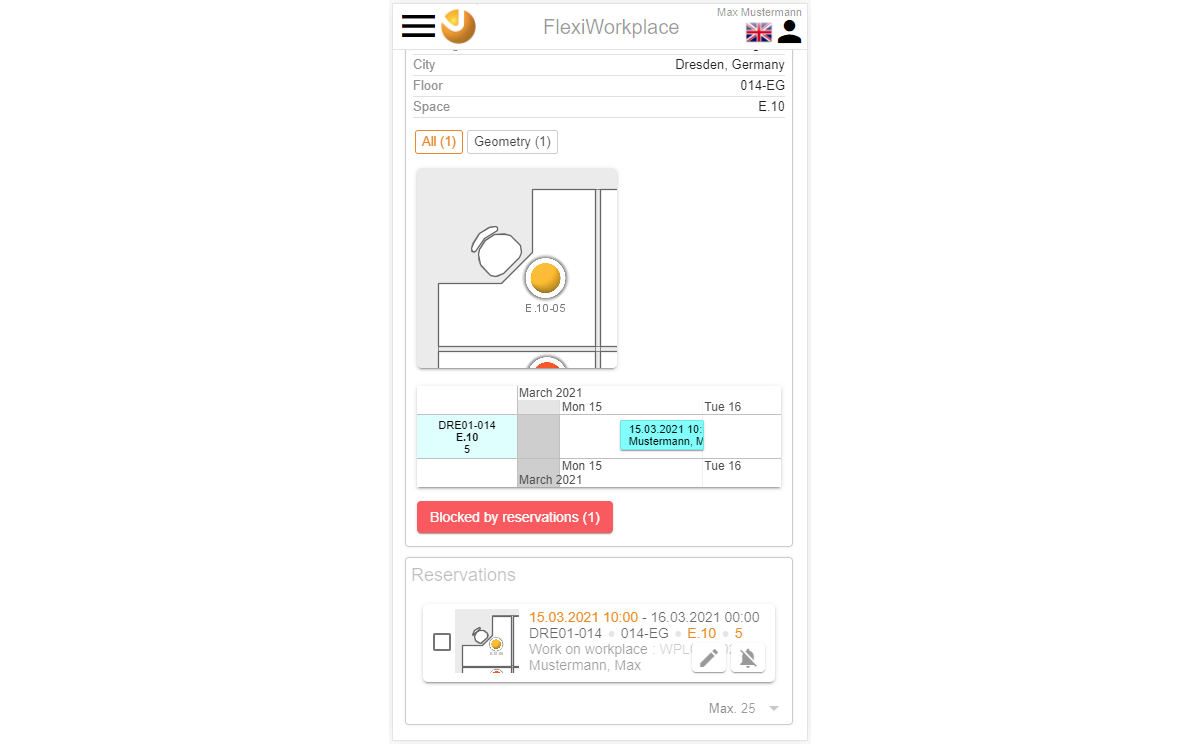 Max Mustermann
FlexiWorkplace
City Dresden, Germany
Floor 014-EG
Space E.10
All (1) Geometry (1)
E.10-05
March 2021
Mon 15 Tue 16
DRE01-014
E.10
5
15.03.2021 10:
Mustermann, M
Mon 15 Tue 16
March 2021
Blocked by reservations (1)
Reservations
15.03.2021 10:00 - 16.03.2021 00:00
DRE01-014 014-EG E.10 5
Work on workplace :
Mustermann, Max
Max. 25